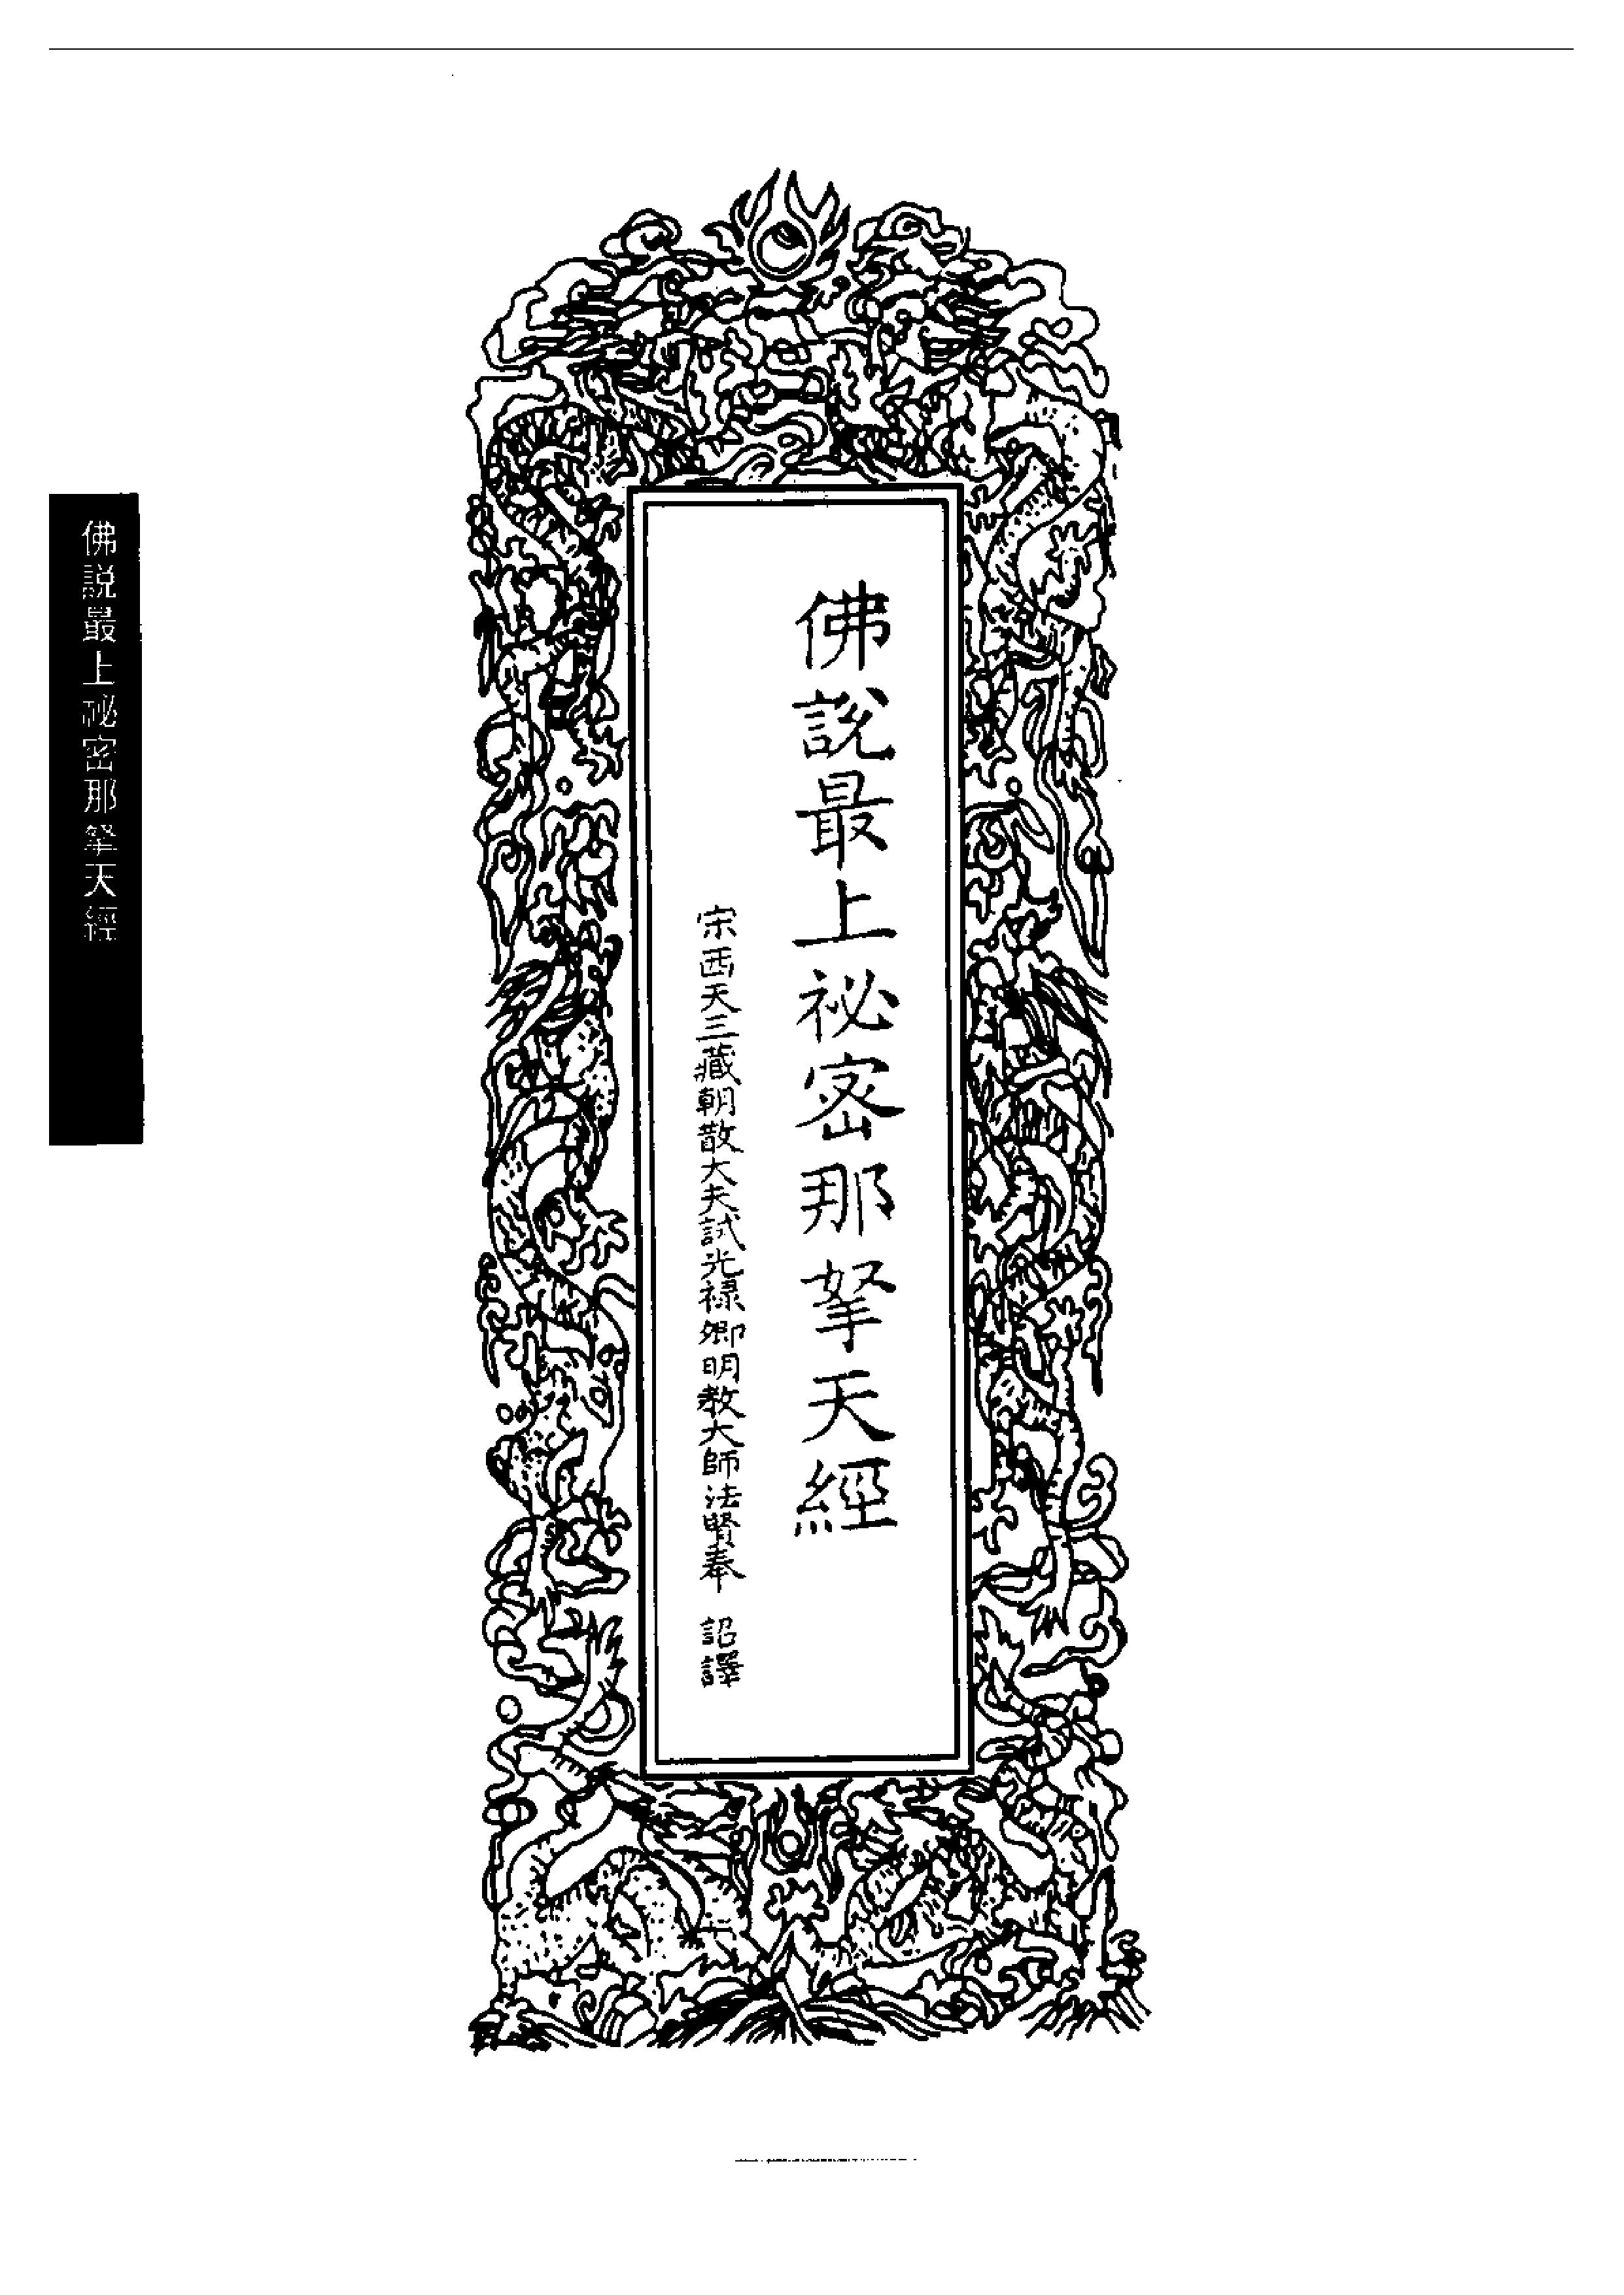 佛說最上祕密那拏天經
宋西天三藏朝散大夫試光祿卿明教大師法賢奉 詔譯
佛説最上祕密那拏天經